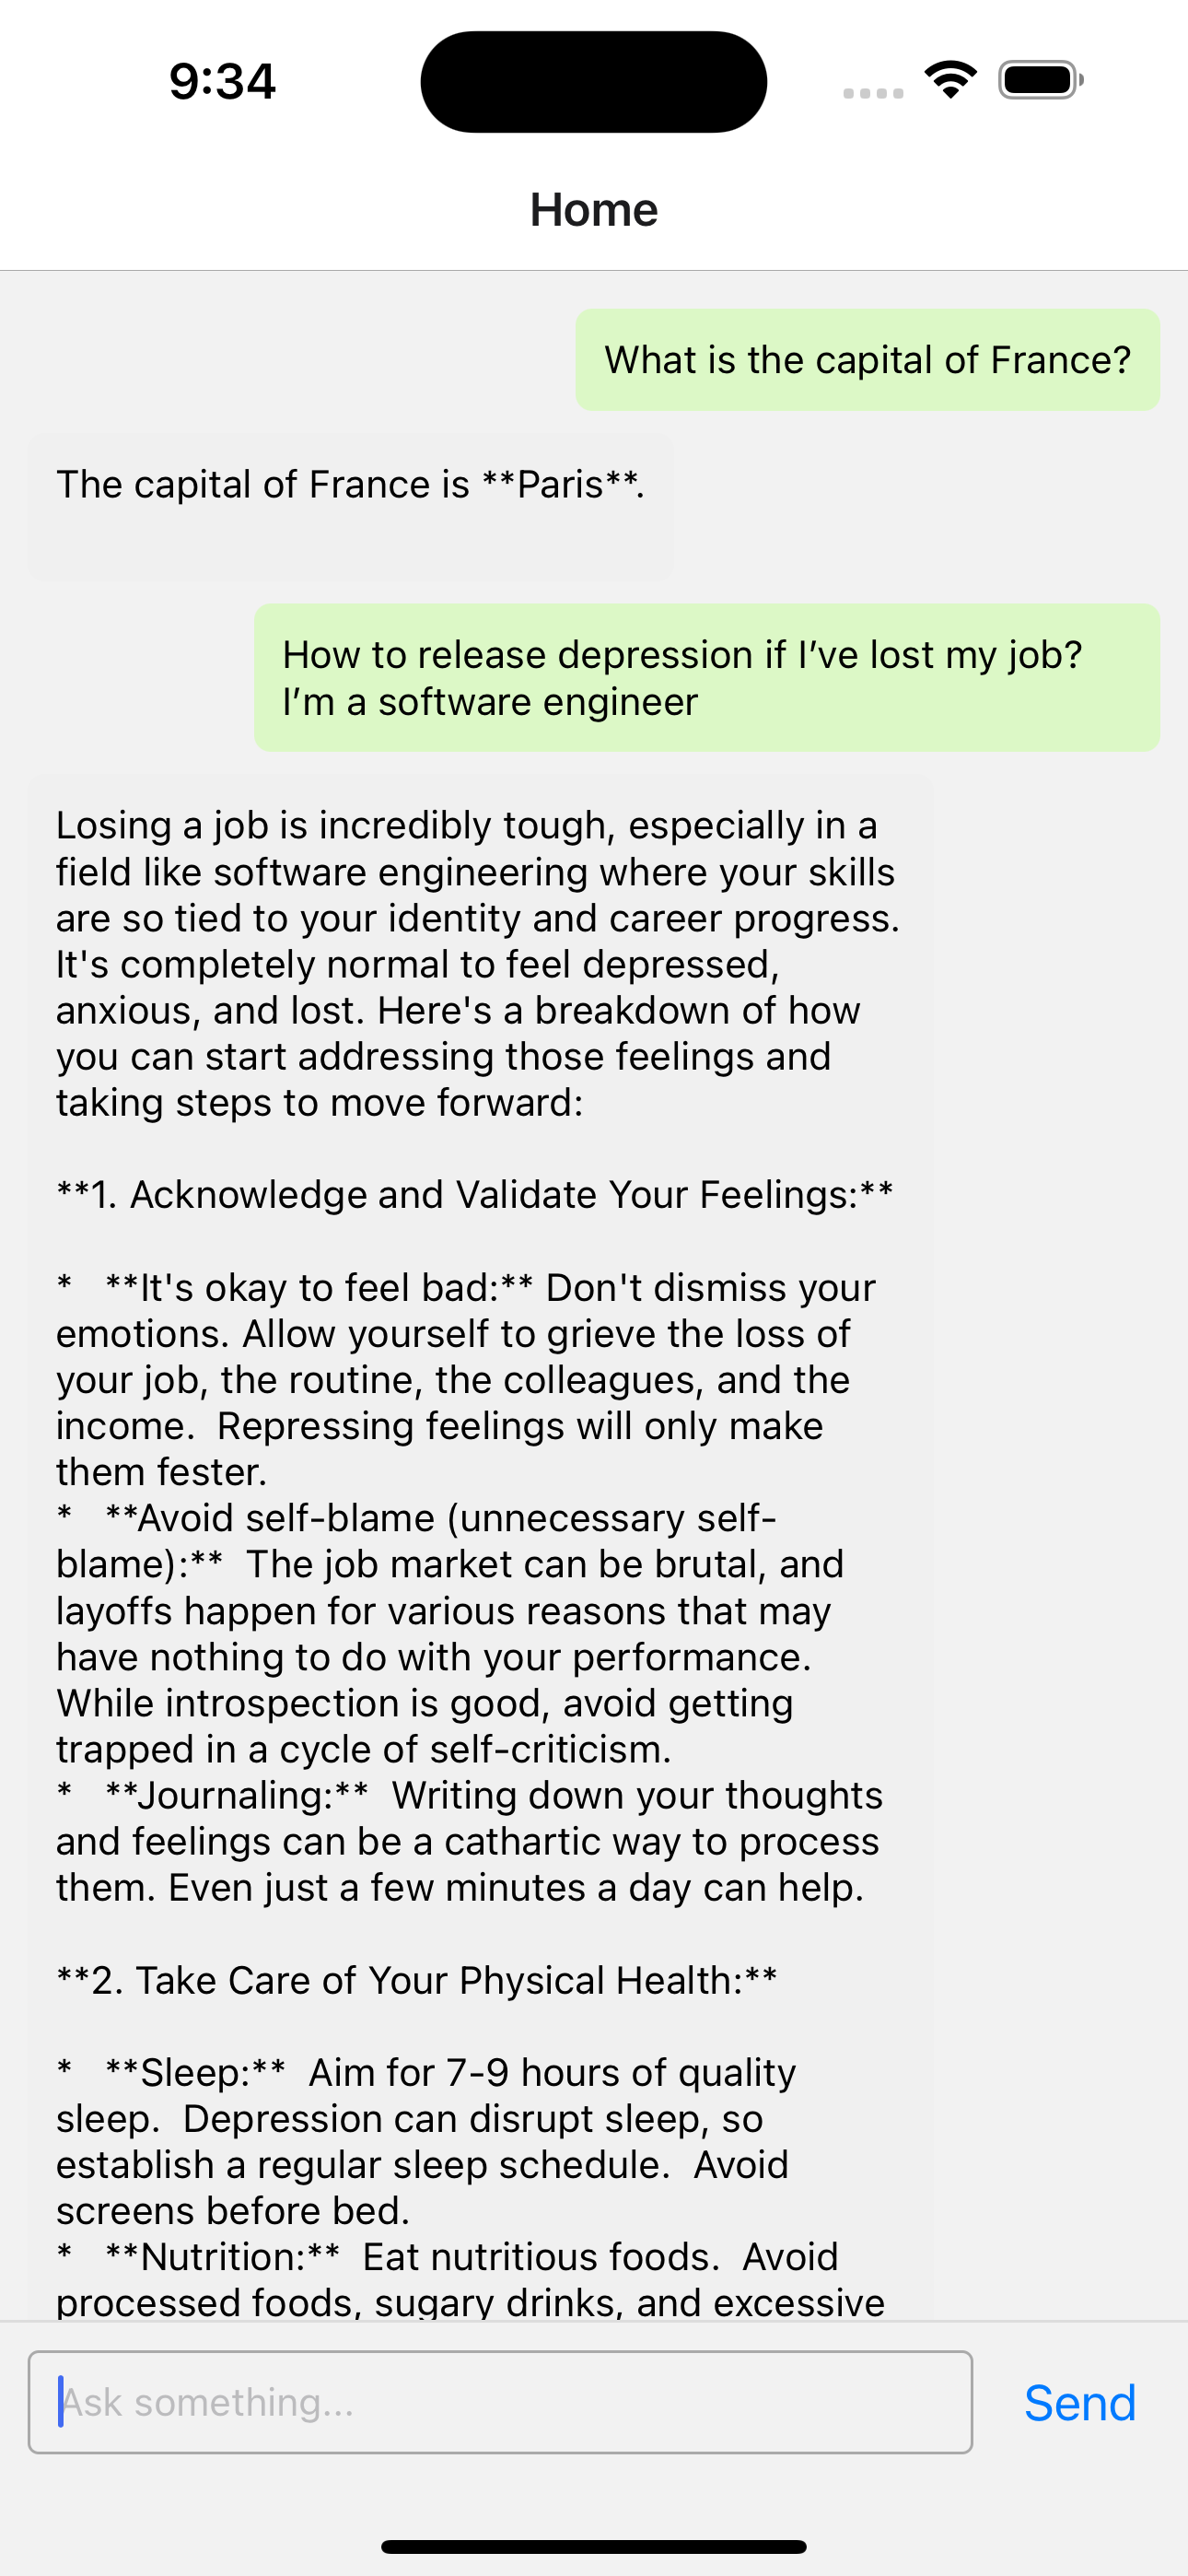 9:34
Home
What is the capital of France?
The capital of France is **Paris**.
How to release depression if I’ve lost my job?
I’m a software engineer
Losing a job is incredibly tough, especially in a
field like software engineering where your skills
are so tied to your identity and career progress.
It's completely normal to feel depressed,
anxious, and lost. Here's a breakdown of how
you can start addressing those feelings and
taking steps to move forward:
**1. Acknowledge and Validate Your Feelings:**
*   **It's okay to feel bad:** Don't dismiss your
emotions. Allow yourself to grieve the loss of
your job, the routine, the colleagues, and the
income.  Repressing feelings will only make
them fester.
*   **Avoid self-blame (unnecessary self-
blame):**  The job market can be brutal, and
layoffs happen for various reasons that may
have nothing to do with your performance.
While introspection is good, avoid getting
trapped in a cycle of self-criticism.
*   **Journaling:**  Writing down your thoughts
and feelings can be a cathartic way to process
them. Even just a few minutes a day can help.
**2. Take Care of Your Physical Health:**
*   **Sleep:**  Aim for 7-9 hours of quality
sleep.  Depression can disrupt sleep, so
establish a regular sleep schedule.  Avoid
screens before bed.
*   **Nutrition:**  Eat nutritious foods.  Avoid
processed foods, sugary drinks, and excessive
Ask something...
Send